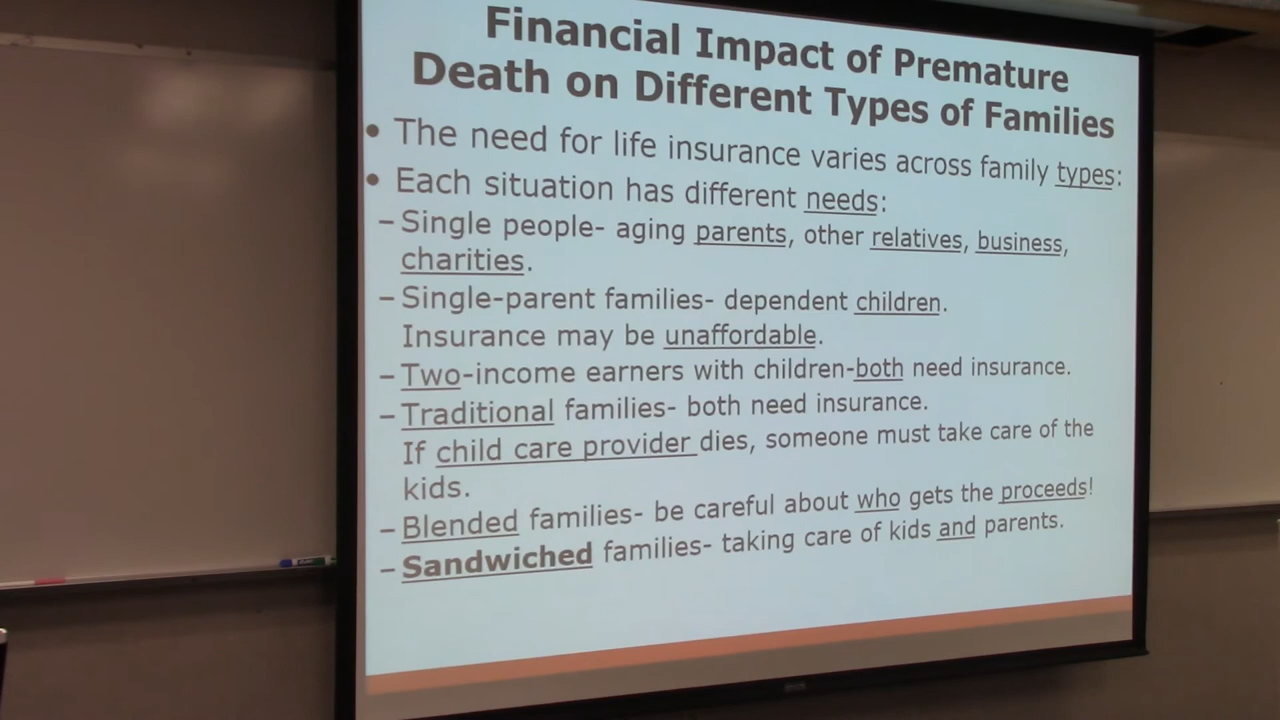 Financial Impact of Premature
Death on Different Types of Families
• The need for life insurance varies across family types:
• Each situation has different needs:
– Single people- aging parents, other relatives, business,
charities.
– Single-parent families- dependent children.
Insurance may be unaffordable.
– Two-income earners with children-both need insurance.
– Traditional families- both need insurance.
If child care provider dies, someone must take care of the
kids.
– Blended families- be careful about who gets the proceeds!
– Sandwiched families- taking care of kids and parents.